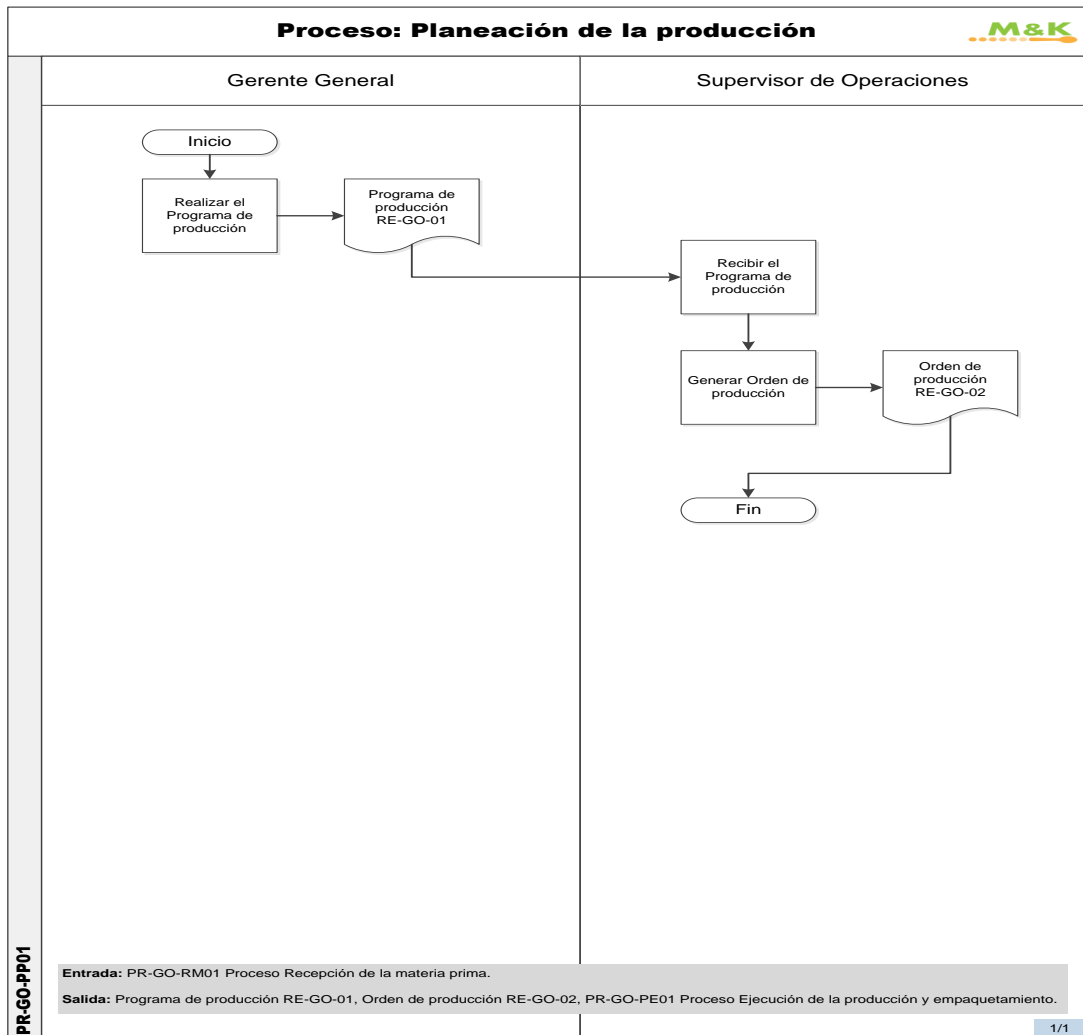 Proceso: Planeación de la producción
M&K
Gerente General
Supervisor de Operaciones
Inicio
Realizar el
Programa de
producción
Programa de
producción
RE-GO-01
Recibir el
Programa de
producción
Generar Orden de
producción
Orden de
producción
RE-GO-02
Fin
PR-GO-PP01
Entrada: PR-GO-RM01 Proceso Recepción de la materia prima.
Salida: Programa de producción RE-GO-01, Orden de producción RE-GO-02, PR-GO-PE01 Proceso Ejecución de la producción y empaquetamiento.
1/1